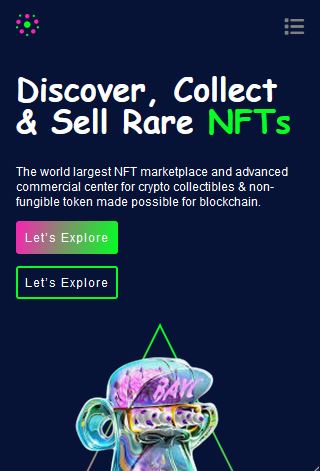 Discover, Collect
& Sell Rare NFTs
The world largest NFT marketplace and advanced
commercial center for crypto collectibles & non-
fungible token made possible for blockchain.
Let's Explore
Let's Explore
BAYC